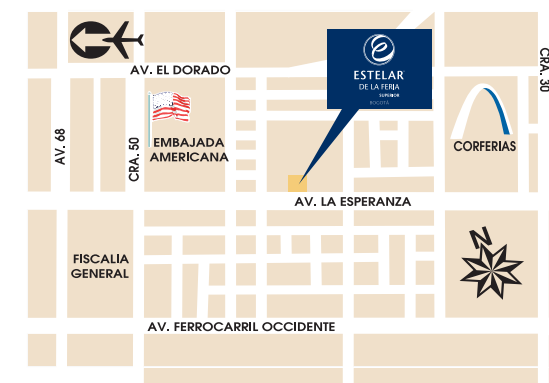 AV. EL DORADO
ESTELAR
DE LA FERIA
SUPERIOR
BOGOTÁ
CRA. 30
AV. 68
CRA. 50
EMBAJADA
AMERICANA
CORFERIAS
AV. LA ESPERANZA
FISCALIA
GENERAL
N
AV. FERROCARRIL OCCIDENTE